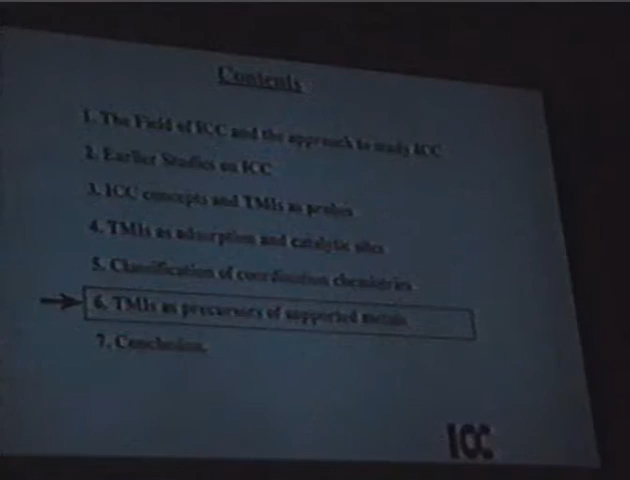 Contents
1. The Field of ICC and the approach to study ICC
2. Earlier Studies on ICC
3. ICC concepts and TMIs as probes
4. TMIs as adsorption and catalytic sites
5. Classification of coordination chemistries
6. TMIs as precursors of supported metals
7. Conclusion.
ICC